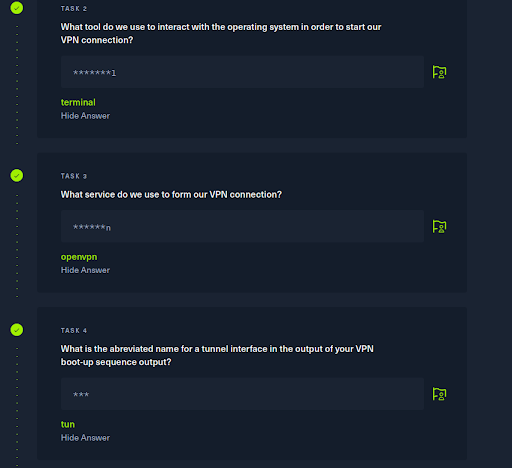 TASK 2
What tool do we use to interact with the operating system in order to start our
VPN connection?
*******l
terminal
Hide Answer
TASK 3
What service do we use to form our VPN connection?
******n
openvpn
Hide Answer
TASK 4
What is the abreviated name for a tunnel interface in the output of your VPN
boot-up sequence output?
***
tun
Hide Answer